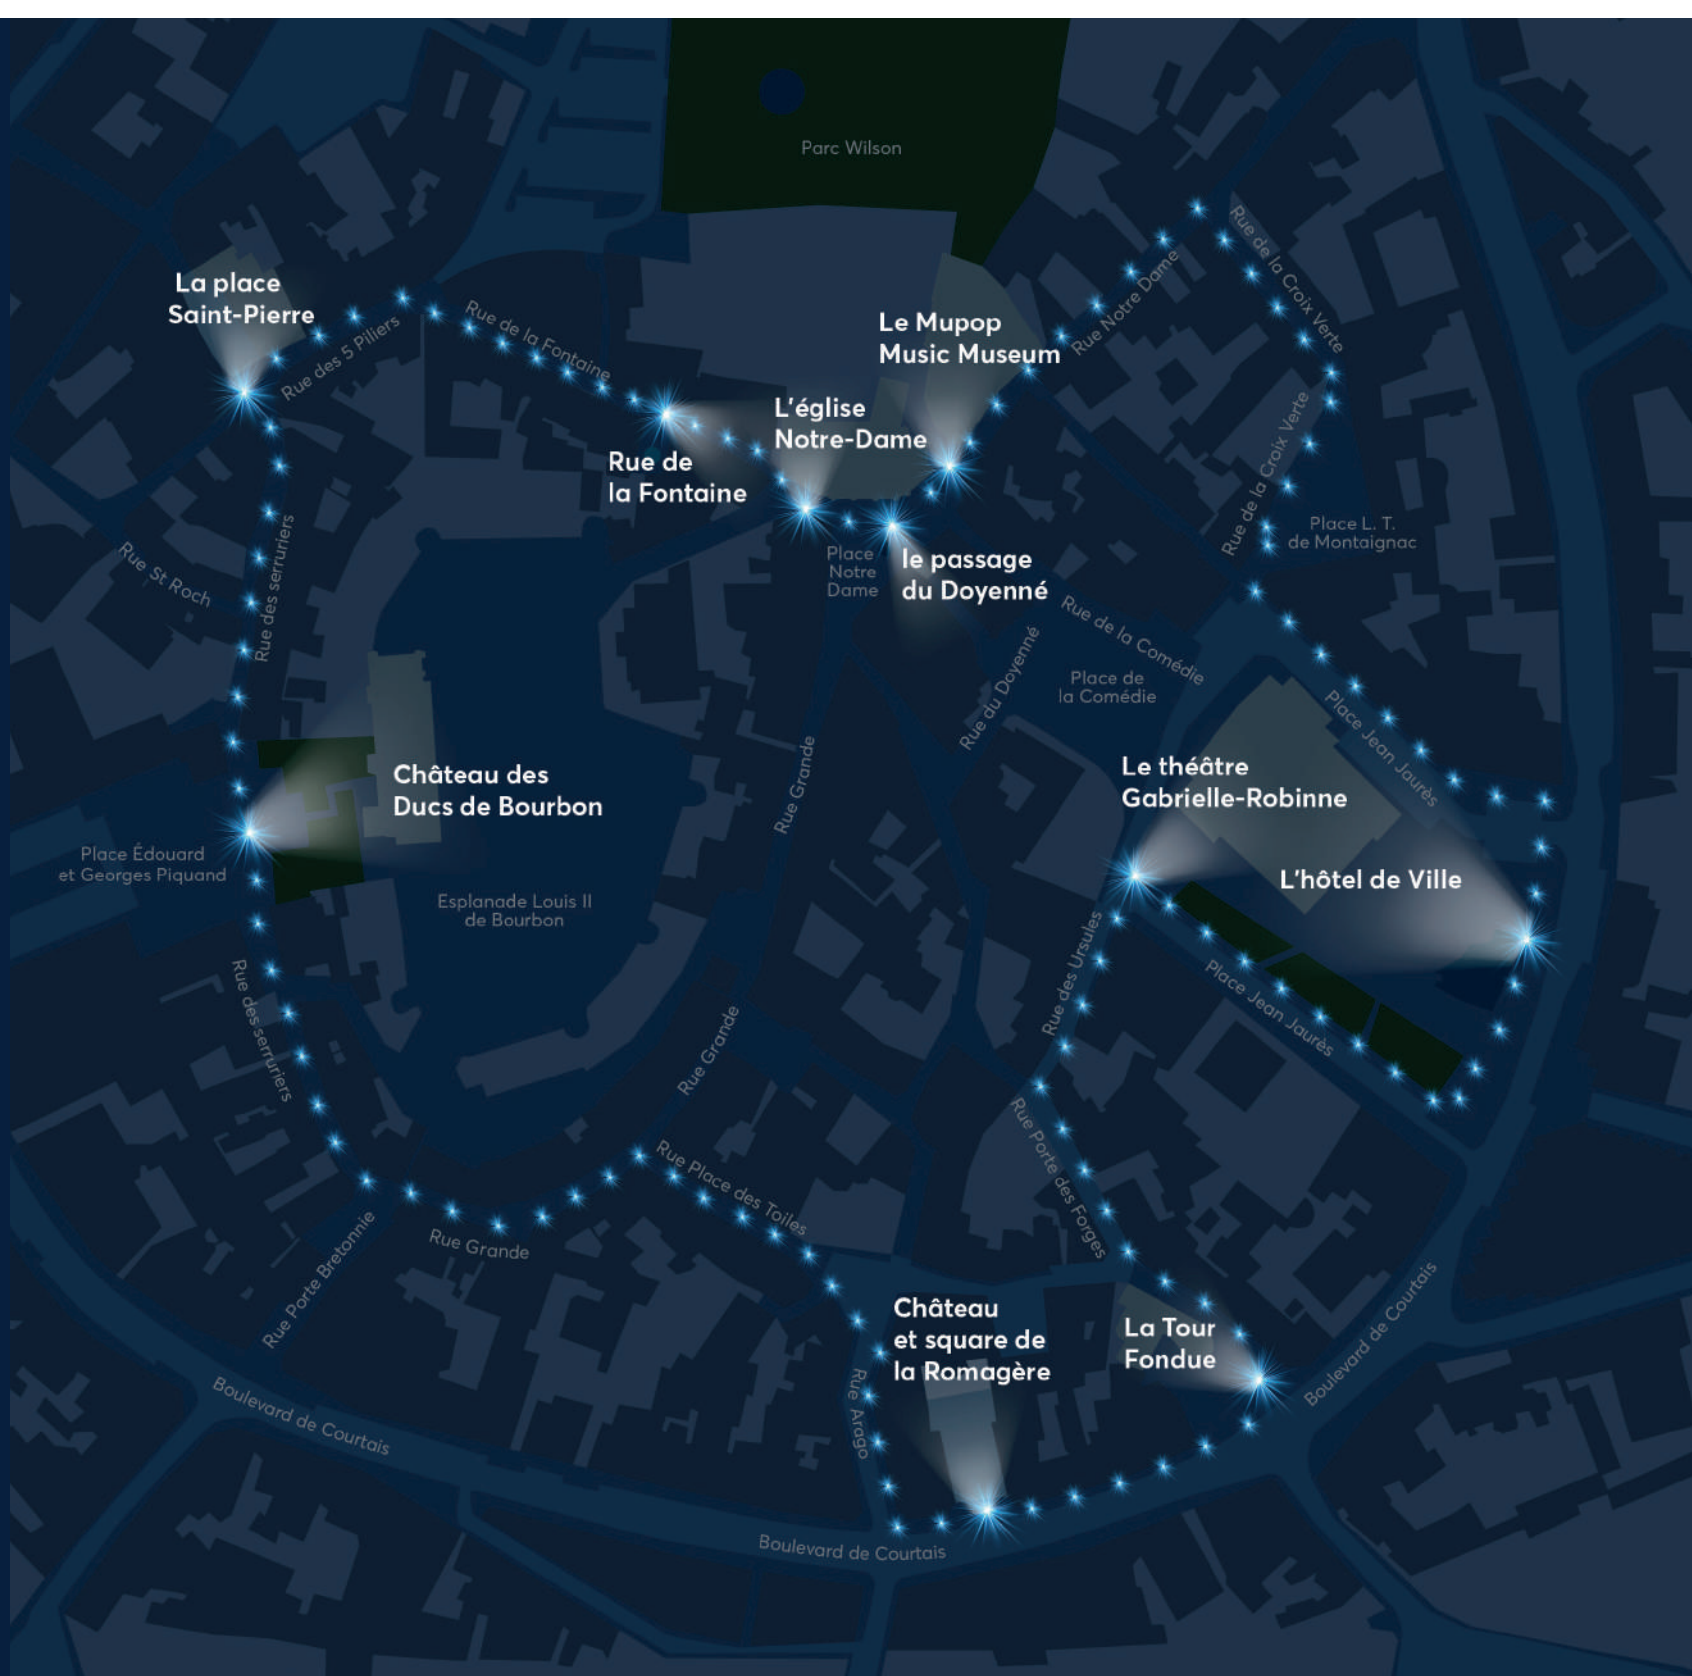 Parc Wilson
Rue de la Croix Verte
La place
Saint-Pierre
Rue des 5 Piliers
Rue de la Fontaine
Rue Notre Dame
Le Mupop
Music Museum
L'église
Notre-Dame
Rue de
la Fontaine
Rue de la Croix Verte
Place L. T.
de Montaignac
Rue St Roch
Rue des serruriers
Place
Notre
Dame
le passage
du Doyenné
Rue de la Comédie
Rue du Doyenné
Place de
la Comédie
Place Jean Jaurès
Château des
Ducs de Bourbon
Rue Grande
Le théâtre
Gabrielle-Robinne
Place Édouard
et Georges Piquand
L'hôtel de Ville
Esplanade Louis II
de Bourbon
Rue des Ursules
Place Jean Jaurès
Rue des serruriers
Rue Grande
Rue Place des Toiles
Rue Porte des Forges
Rue Grande
Rue Porte Bretonnie
Château
et square de
la Romagère
La Tour
Fondue
Boulevard de Courtais
Rue Arago
Boulevard de Courtais
Boulevard de Courtais